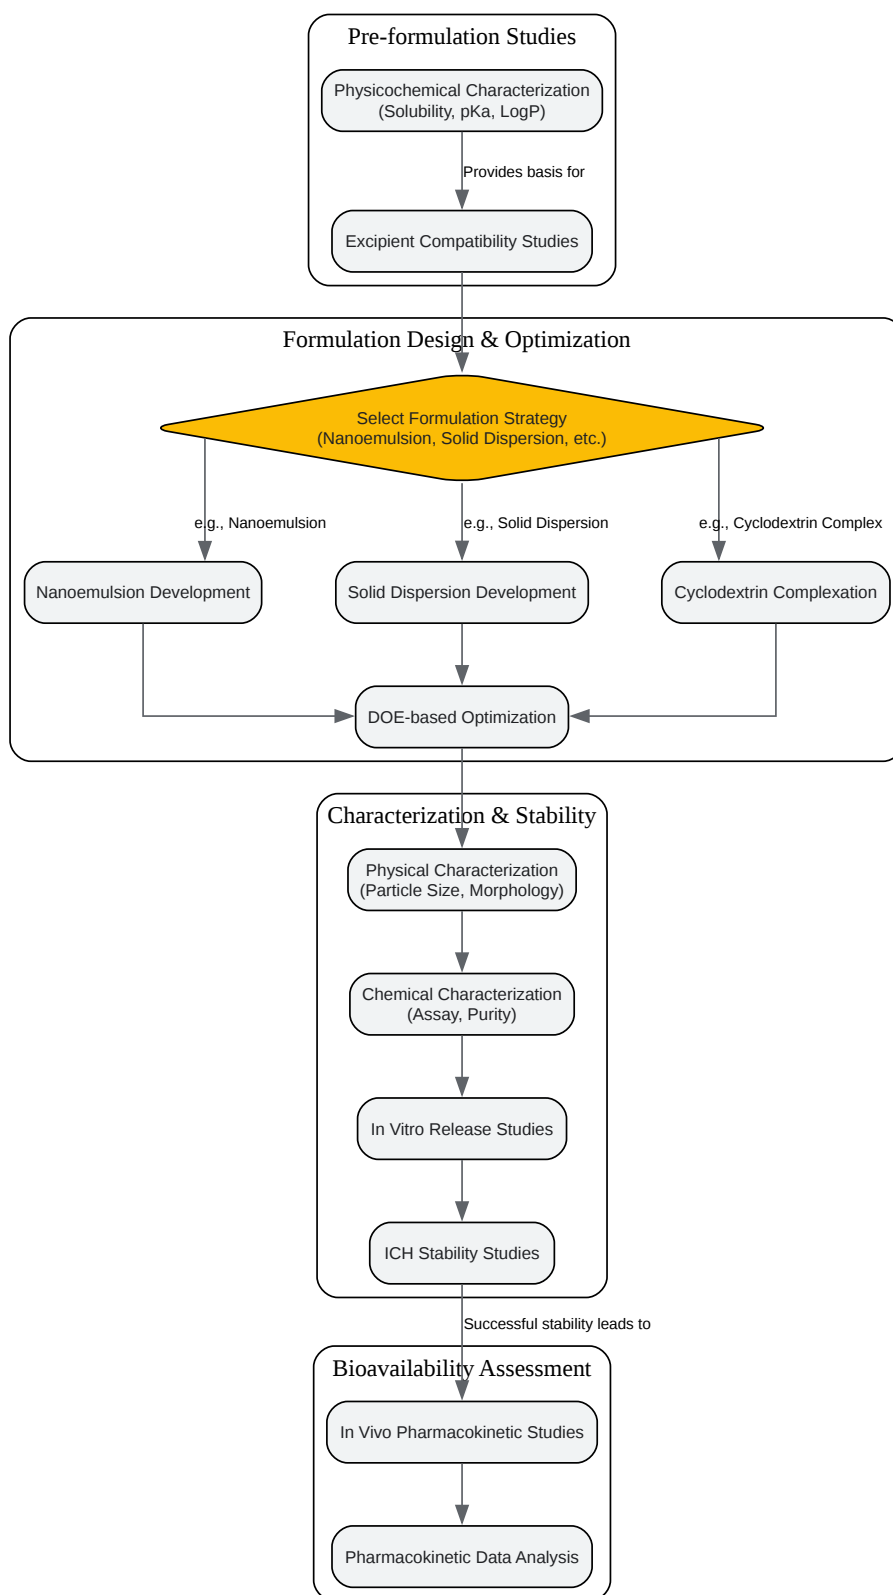 Pre-formulation Studies
Physicochemical Characterization
(Solubility, pKa, LogP)
Provides basis for
Excipient Compatibility Studies
Formulation Design & Optimization
Select Formulation Strategy
(Nanoemulsion, Solid Dispersion, etc.)
e.g., Nanoemulsion
e.g., Solid Dispersion
e.g., Cyclodextrin Complex
Nanoemulsion Development
Solid Dispersion Development
Cyclodextrin Complexation
DOE-based Optimization
Characterization & Stability
Physical Characterization
(Particle Size, Morphology)
Chemical Characterization
(Assay, Purity)
In Vitro Release Studies
ICH Stability Studies
Successful stability leads to
Bioavailability Assessment
In Vivo Pharmacokinetic Studies
Pharmacokinetic Data Analysis